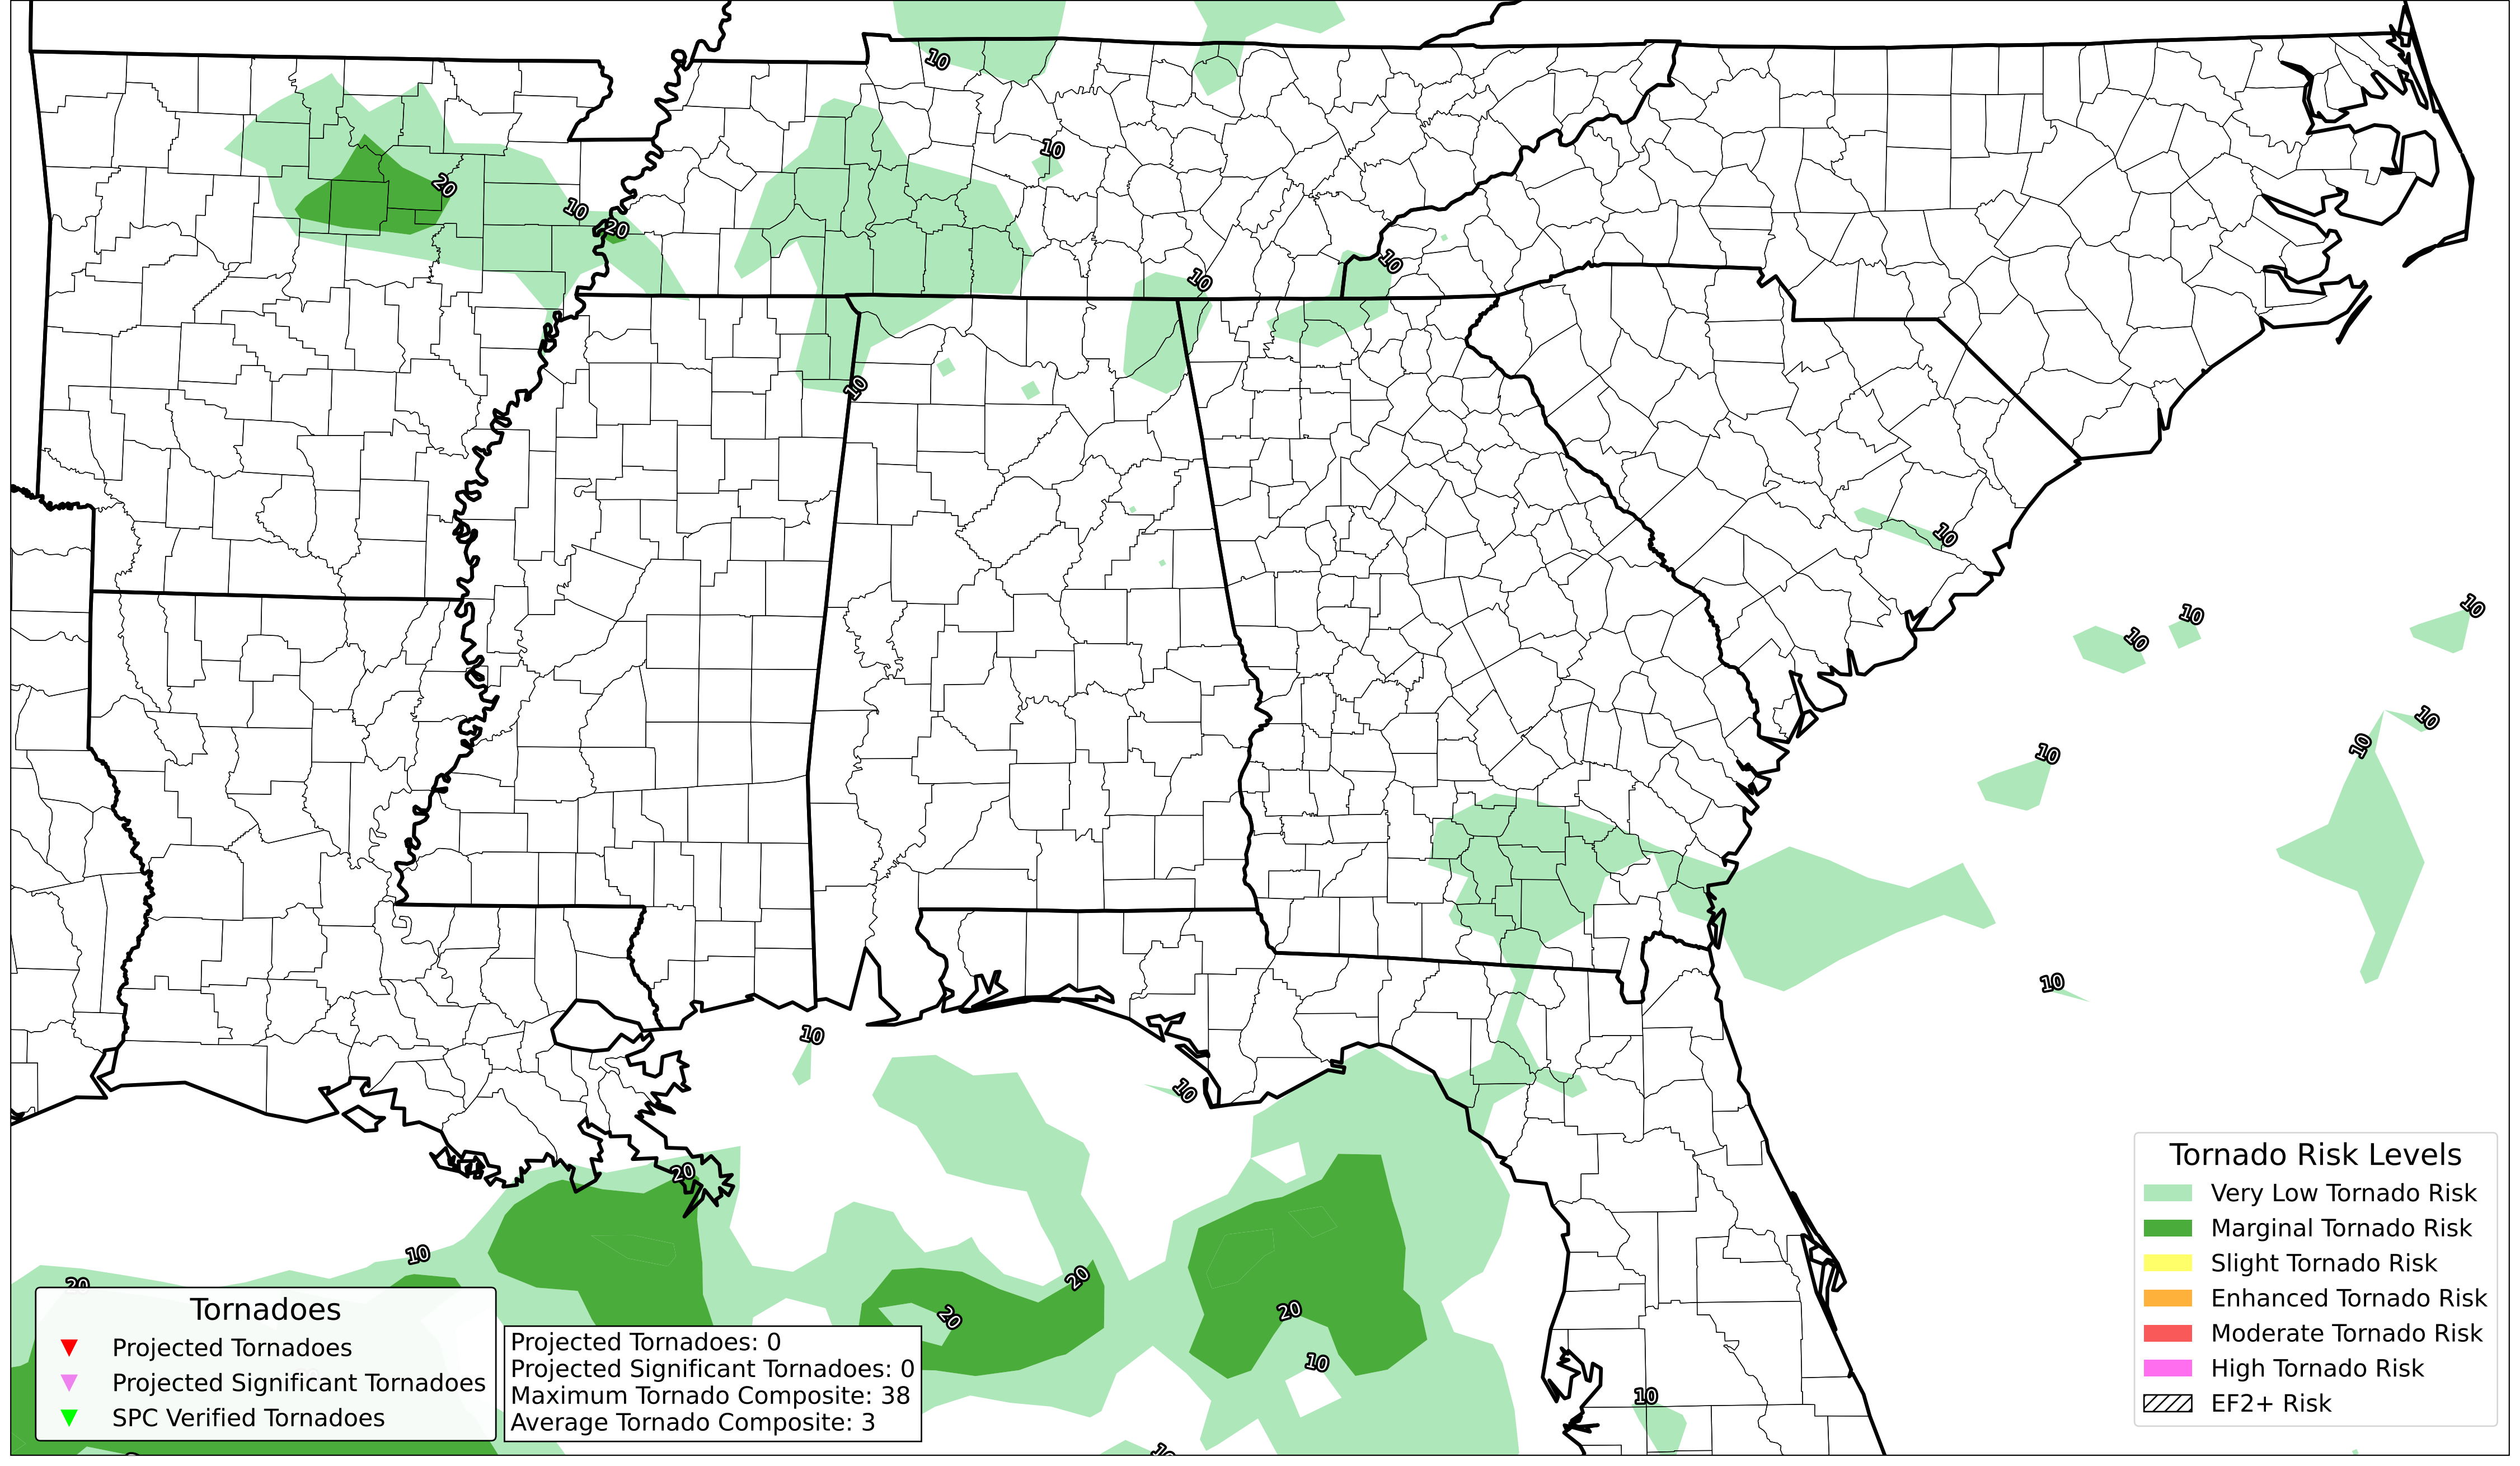 10
10
20
10
20
10
10
10
10
10
10
10
10
10
10
10
10
10
20
10
20
20
20
20
10
10
10
Tornado Risk Levels
Very Low Tornado Risk
Marginal Tornado Risk
Slight Tornado Risk
Enhanced Tornado Risk
Moderate Tornado Risk
High Tornado Risk
EF2+ Risk
Tornadoes
Projected Tornadoes
Projected Significant Tornadoes
SPC Verified Tornadoes
Projected Tornadoes: 0
Projected Significant Tornadoes: 0
Maximum Tornado Composite: 38
Average Tornado Composite: 3